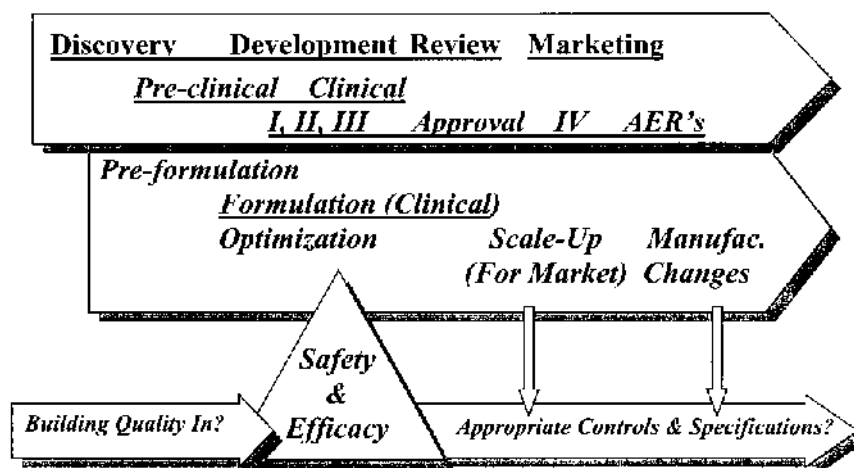 Discovery Development Review Marketing
Pre-clinical Clinical
I, II, III Approval IV AER's
Pre-formulation
Formulation (Clinical)
Optimization Scale-Up Manufac.
(For Market) Changes
Safety
&
Efficacy
Building Quality In?
Appropriate Controls & Specifications?